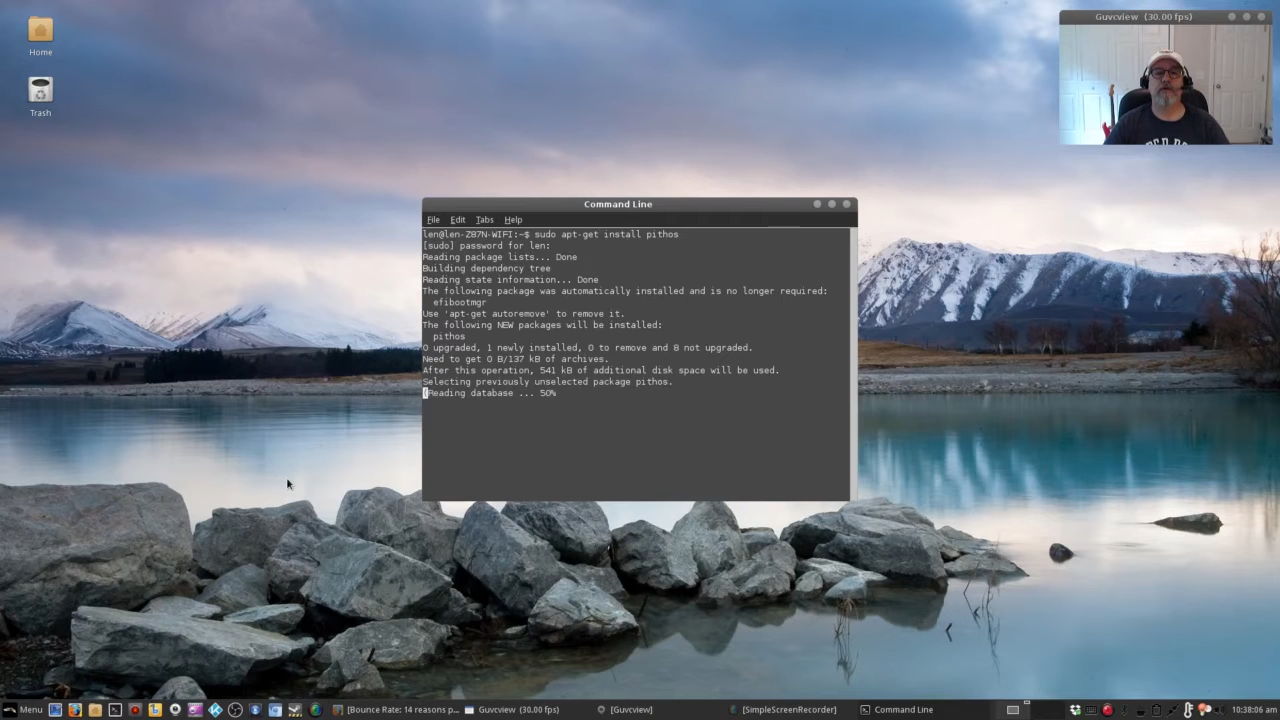 Home
Trash
Guvcview (30.00 fps)
Command Line
File Edit Tabs Help
len@len-Z87N-WIFI:~$ sudo apt-get install pithos
[sudo] password for len:
Reading package lists... Done
Building dependency tree
Reading state information... Done
The following package was automatically installed and is no longer required:
efibootmgr
Use 'apt-get autoremove' to remove it.
The following NEW packages will be installed:
pithos
0 upgraded, 1 newly installed, 0 to remove and 8 not upgraded.
Need to get 0 B/137 kB of archives.
After this operation, 541 kB of additional disk space will be used.
Selecting previously unselected package pithos.
(Reading database ... 50%
Menu [Bounce Rate: 14 reasons p... Guvcview (30.00 fps) [Guvcview] [SimpleScreenRecorder] Command Line 10:38:06 am